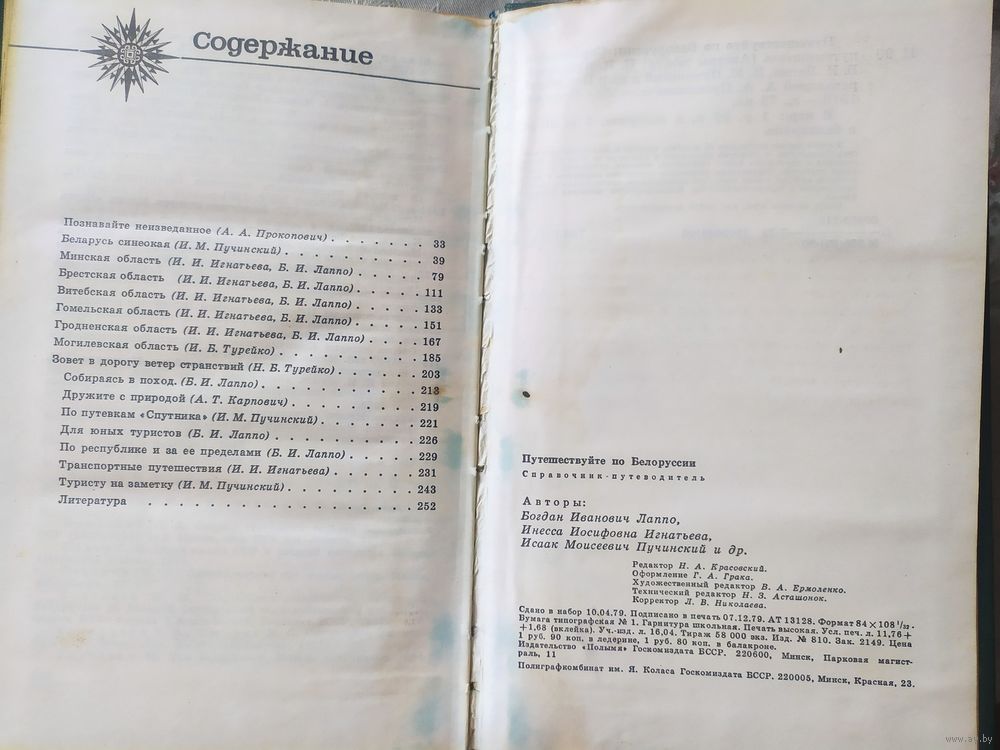 Содержание
Познавайте неизведанное (А. А. Прокопович) . . . . . . . 33
Беларусь синеокая (И. М. Пучинский) . . . . . . . . . 39
Минская область (И. И. Игнатьева, Б. И. Лаппо) . . . . . 79
Брестская область (И. И. Игнатьева, Б. И. Лаппо) . . . . . 111
Витебская область (И. И. Игнатьева, Б. И. Лаппо) . . . . . 133
Гомельская область (И. И. Игнатьева, Б. И. Лаппо) . . . . . 151
Гродненская область (И. И. Игнатьева, Б. И. Лаппо) . . . . 167
Могилевская область (И. Б. Турейко) . . . . . . . . . 185
Зовет в дорогу ветер странствий (Н. Б. Турейко) . . . . . . 203
Собираясь в поход. (Б. И. Лаппо) . . . . . . . . . . 213
Дружите с природой (А. Т. Карпович) . . . . . . . . . 219
По путевкам «Спутника» (И. М. Пучинский) . . . . . . . 221
Для юных туристов (Б. И. Лаппо) . . . . . . . . . . 226
По республике и за ее пределами (Б. И. Лаппо) . . . . . 229
Транспортные путешествия (И. И. Игнатьева) . . . . . . 231
Туристу на заметку (И. М. Пучинский) . . . . . . . . . 243
Литература . . . . . . . . . . . . . . . . . . 252
Путешествуйте по Белоруссии
Справочник-путеводитель
Авторы:
Богдан Иванович Лаппо,
Инесса Иосифовна Игнатьева,
Исаак Моисеевич Пучинский и др.
Редактор Н. А. Красовский.
Оформление Г. А. Грака.
Художественный редактор В. А. Ермоленко.
Технический редактор Н. З. Асташонок.
Корректор Л. В. Николаева.
Сдано в набор 10.04.79. Подписано в печать 07.12.79. АТ 13128. Формат 84×108 1/32.
Бумага типографская № 1. Гарнитура школьная. Печать высокая. Усл. печ. л. 11,76+
+1,68 (вклейка). Уч.-изд. л. 16,04. Тираж 58 000 экз. Изд. № 810. Зак. 2149. Цена
1 руб. 90 коп. в ледерине, 1 руб. 80 коп. в балакроне.
Издательство «Полымя» Госкомиздата БССР. 220600, Минск, Парковая магист-
раль, 11
Полиграфкомбинат им. Я. Коласа Госкомиздата БССР. 220005, Минск, Красная, 23.
www.ay.by